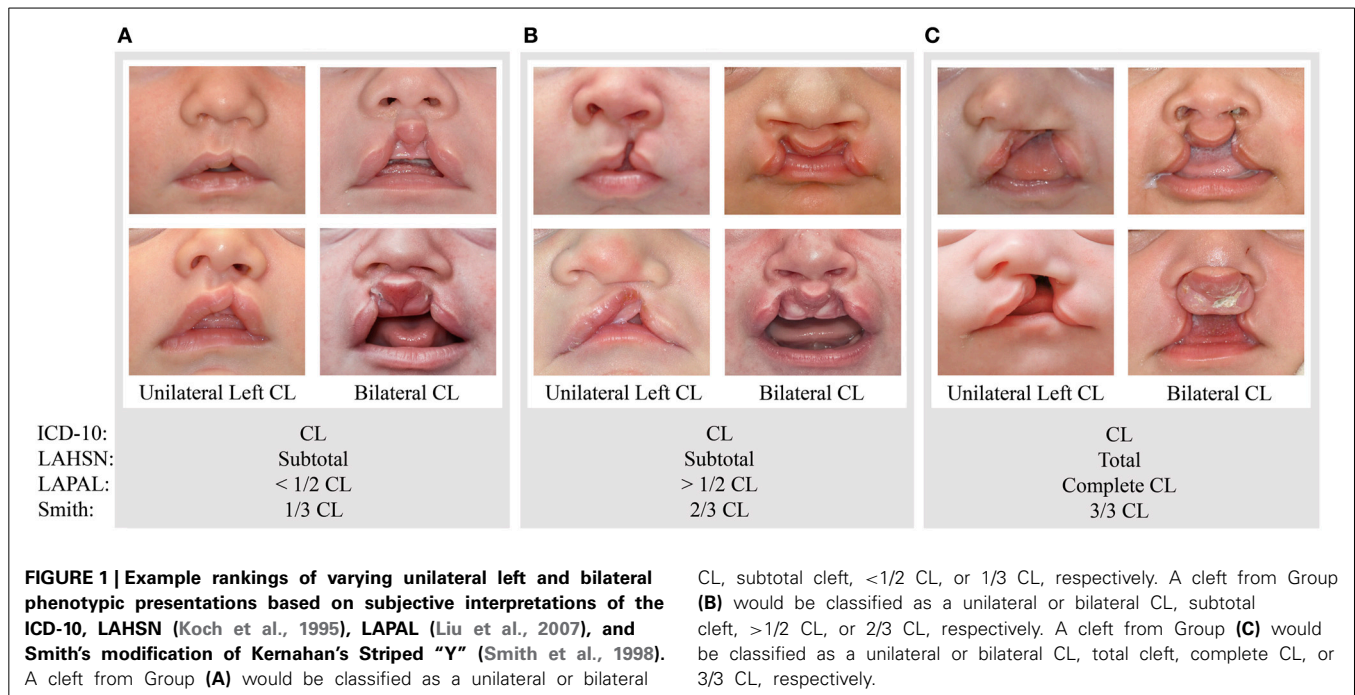 A
B
C
Unilateral Left CL
Bilateral CL
Unilateral Left CL
Bilateral CL
Unilateral Left CL
Bilateral CL
ICD-10:
CL
CL
CL
LAHSN:
Subtotal
Subtotal
Total
LAPAL:
< 1/2 CL
> 1/2 CL
Complete CL
Smith:
1/3 CL
2/3 CL
3/3 CL
FIGURE 1 | Example rankings of varying unilateral left and bilateral
phenotypic presentations based on subjective interpretations of the
ICD-10, LAHSN (Koch et al., 1995), LAPAL (Liu et al., 2007), and
Smith's modification of Kernahan's Striped "Y" (Smith et al., 1998).
A cleft from Group (A) would be classified as a unilateral or bilateral
CL, subtotal cleft, <1/2 CL, or 1/3 CL, respectively. A cleft from Group
(B) would be classified as a unilateral or bilateral CL, subtotal
cleft, >1/2 CL, or 2/3 CL, respectively. A cleft from Group (C) would
be classified as a unilateral or bilateral CL, total cleft, complete CL, or
3/3 CL, respectively.